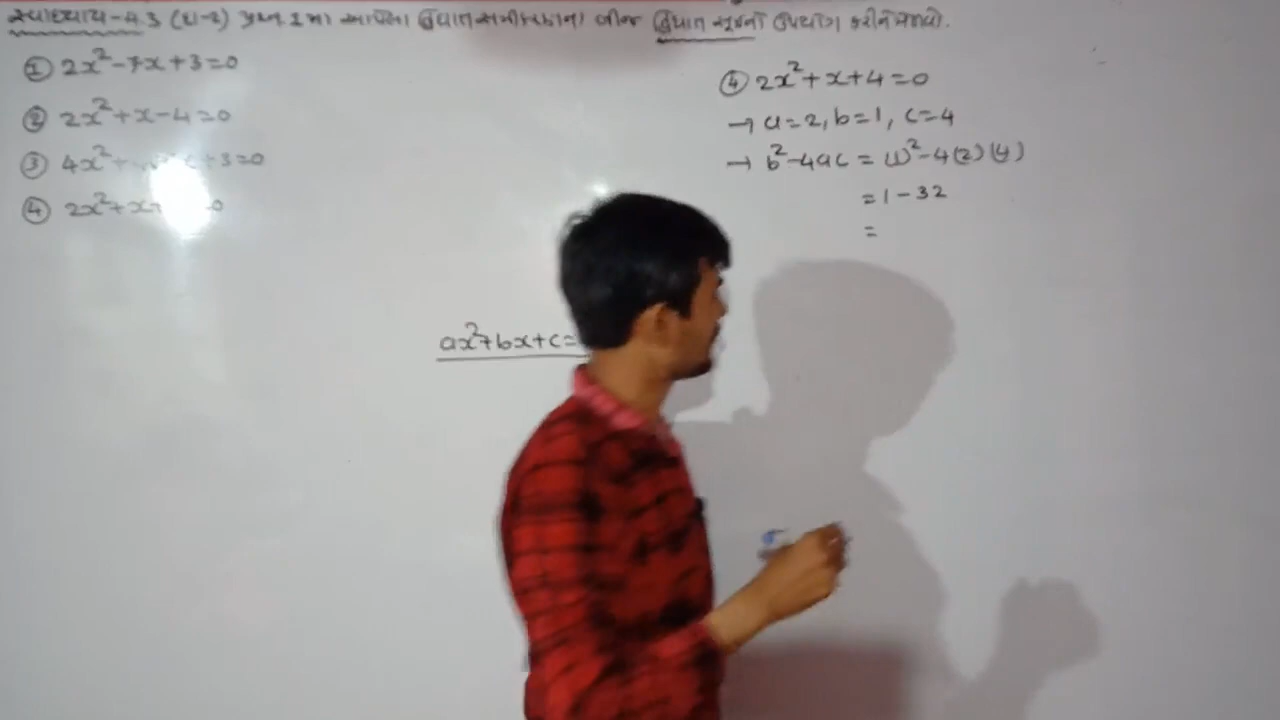 સ્વાધ્યાય-4.3 (દા-2) પ્રશ્ન 1માં આપેલા દ્વિઘાત સમીકરણના બીજ દ્વિઘાત સૂત્રનો ઉપયોગ કરીને મેળવો.
① 2x²-7x+3=0
② 2x²+x-4=0
③ 4x²+ +3=0
④ 2x²+x+ 0
ax²+bx+c=
④ 2x²+x+4=0
→ a=2, b=1, c=4
→ b²-4ac = (1)²-4(2)(4)
= 1-32
=